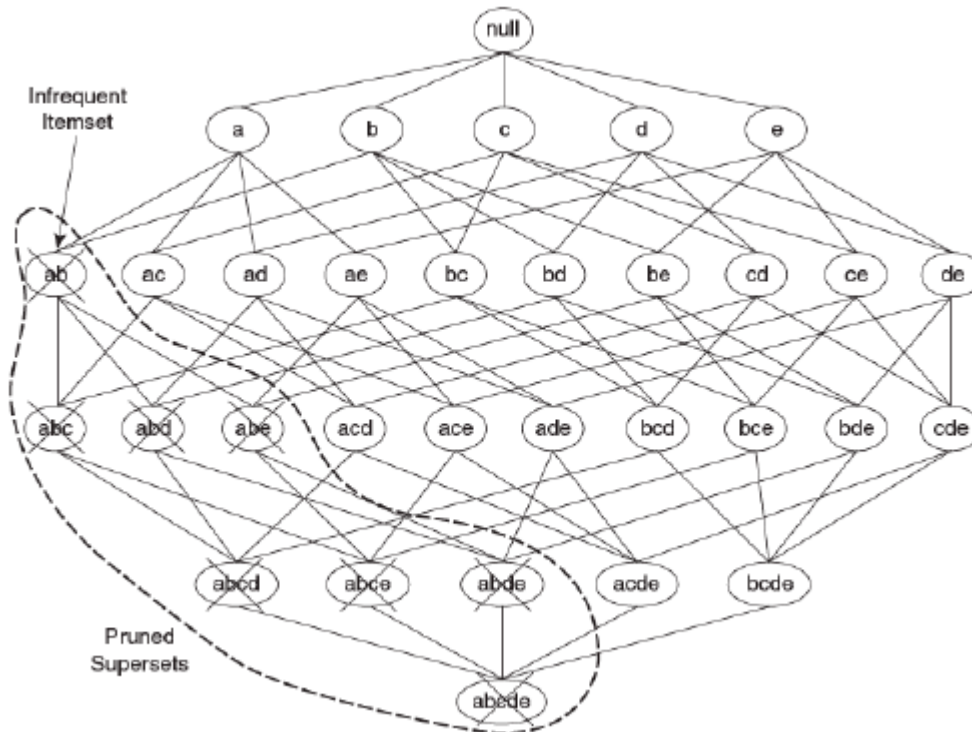 null
Infrequent
Itemset
a b c d e
ab ac ad ae bc bd be cd ce de
abc abd abe acd ace ade bcd bce bde cde
abcd abce abde acde bcde
Pruned
Supersets
abcde